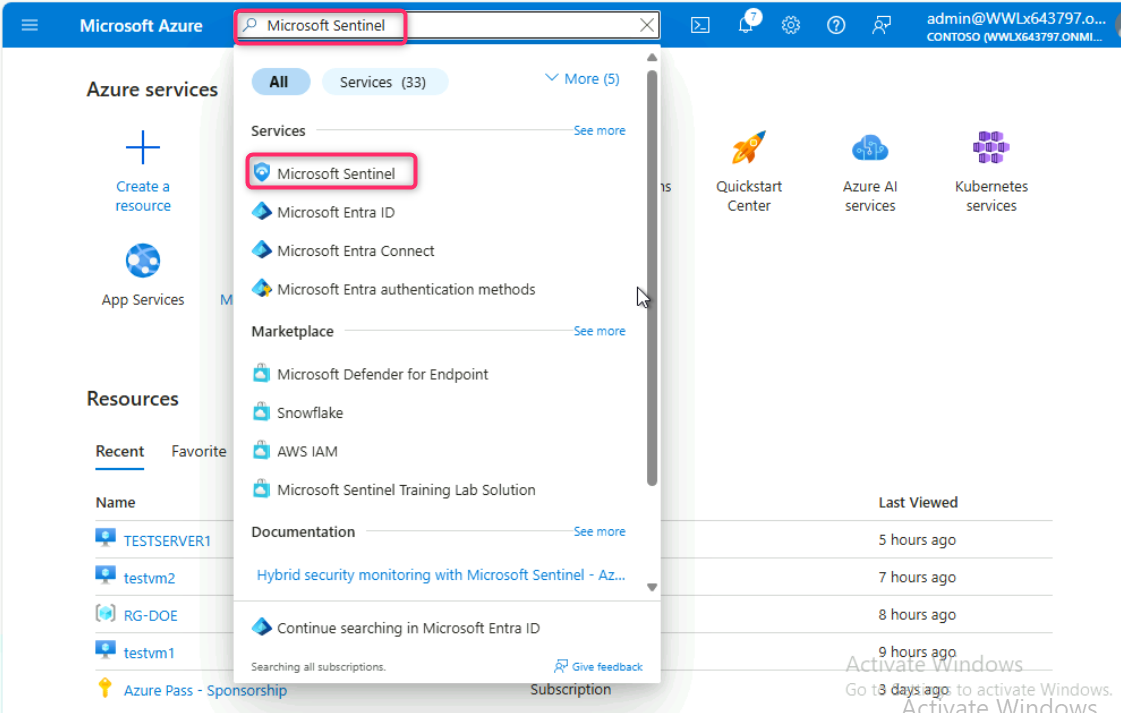 Microsoft Azure
Microsoft Sentinel
7
admin@WWLx643797.o...
CONTOSO (WWLX643797.ONMI...
All
Services (33)
More (5)
Azure services
Services
See more
Microsoft Sentinel
Microsoft Entra ID
Microsoft Entra Connect
Microsoft Entra authentication methods
Marketplace
See more
Microsoft Defender for Endpoint
Snowflake
AWS IAM
Microsoft Sentinel Training Lab Solution
Documentation
See more
Hybrid security monitoring with Microsoft Sentinel - Az...
Continue searching in Microsoft Entra ID
Searching all subscriptions.
Give feedback
Create a
resource
ns
Quickstart
Center
Azure AI
services
Kubernetes
services
App Services
M
Resources
Recent
Favorite
Name
Last Viewed
TESTSERVER1
5 hours ago
testvm2
7 hours ago
RG-DOE
8 hours ago
testvm1
9 hours ago
Azure Pass - Sponsorship
Subscription
3 days ago
Activate Windows
Go to Settings to activate Windows.
Activate Windows